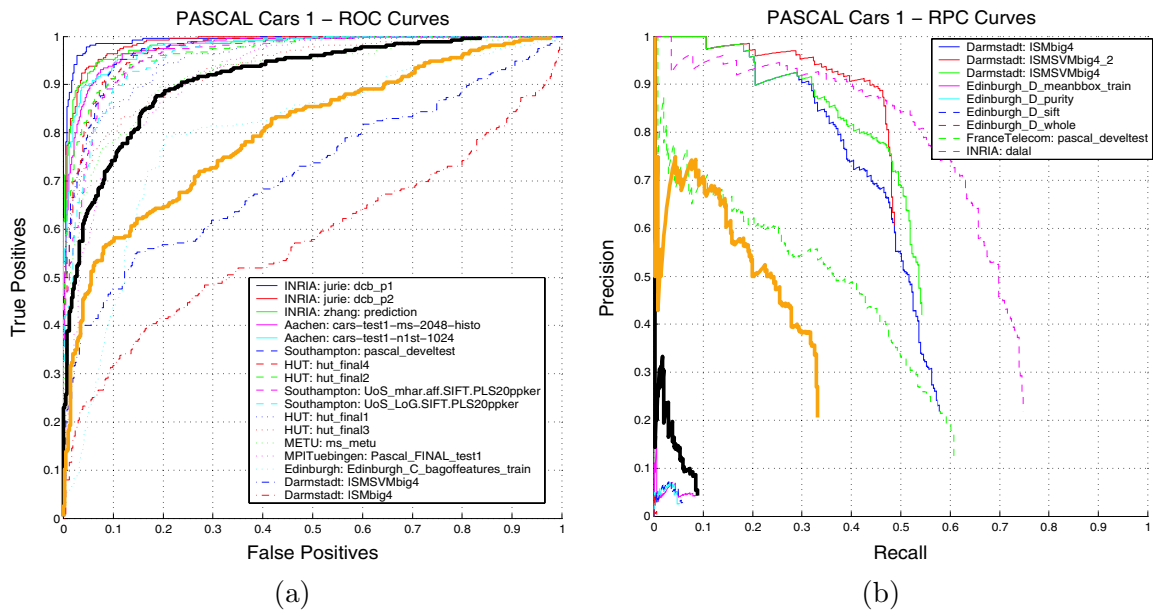 PASCAL Cars 1 – ROC Curves
1
0.9
0.8
0.7
0.6
0.5
0.4
0.3
0.2
0.1
0
True Positives
INRIA: jurie: dcb_p1
INRIA: jurie: dcb_p2
INRIA: zhang: prediction
Aachen: cars-test1-ms-2048-histo
Aachen: cars-test1-n1st-1024
Southampton: pascal_develtest
HUT: hut_final4
HUT: hut_final2
Southampton: UoS_mhar.aff.SIFT.PLS20ppker
Southampton: UoS_LoG.SIFT.PLS20ppker
HUT: hut_final1
HUT: hut_final3
METU: ms_metu
MPITuebingen: Pascal_FINAL_test1
Edinburgh: Edinburgh_C_bagoffeatures_train
Darmstadt: ISMSVMbig4
Darmstadt: ISMbig4
0 0.1 0.2 0.3 0.4 0.5 0.6 0.7 0.8 0.9 1
False Positives
(a)
PASCAL Cars 1 – RPC Curves
1
0.9
0.8
0.7
0.6
0.5
0.4
0.3
0.2
0.1
0
Precision
Darmstadt: ISMbig4
Darmstadt: ISMSVMbig4_2
Darmstadt: ISMSVMbig4
Edinburgh_D_meanbbox_train
Edinburgh_D_purity
Edinburgh_D_sift
Edinburgh_D_whole
FranceTelecom: pascal_develtest
INRIA: dalal
0 0.1 0.2 0.3 0.4 0.5 0.6 0.7 0.8 0.9 1
Recall
(b)